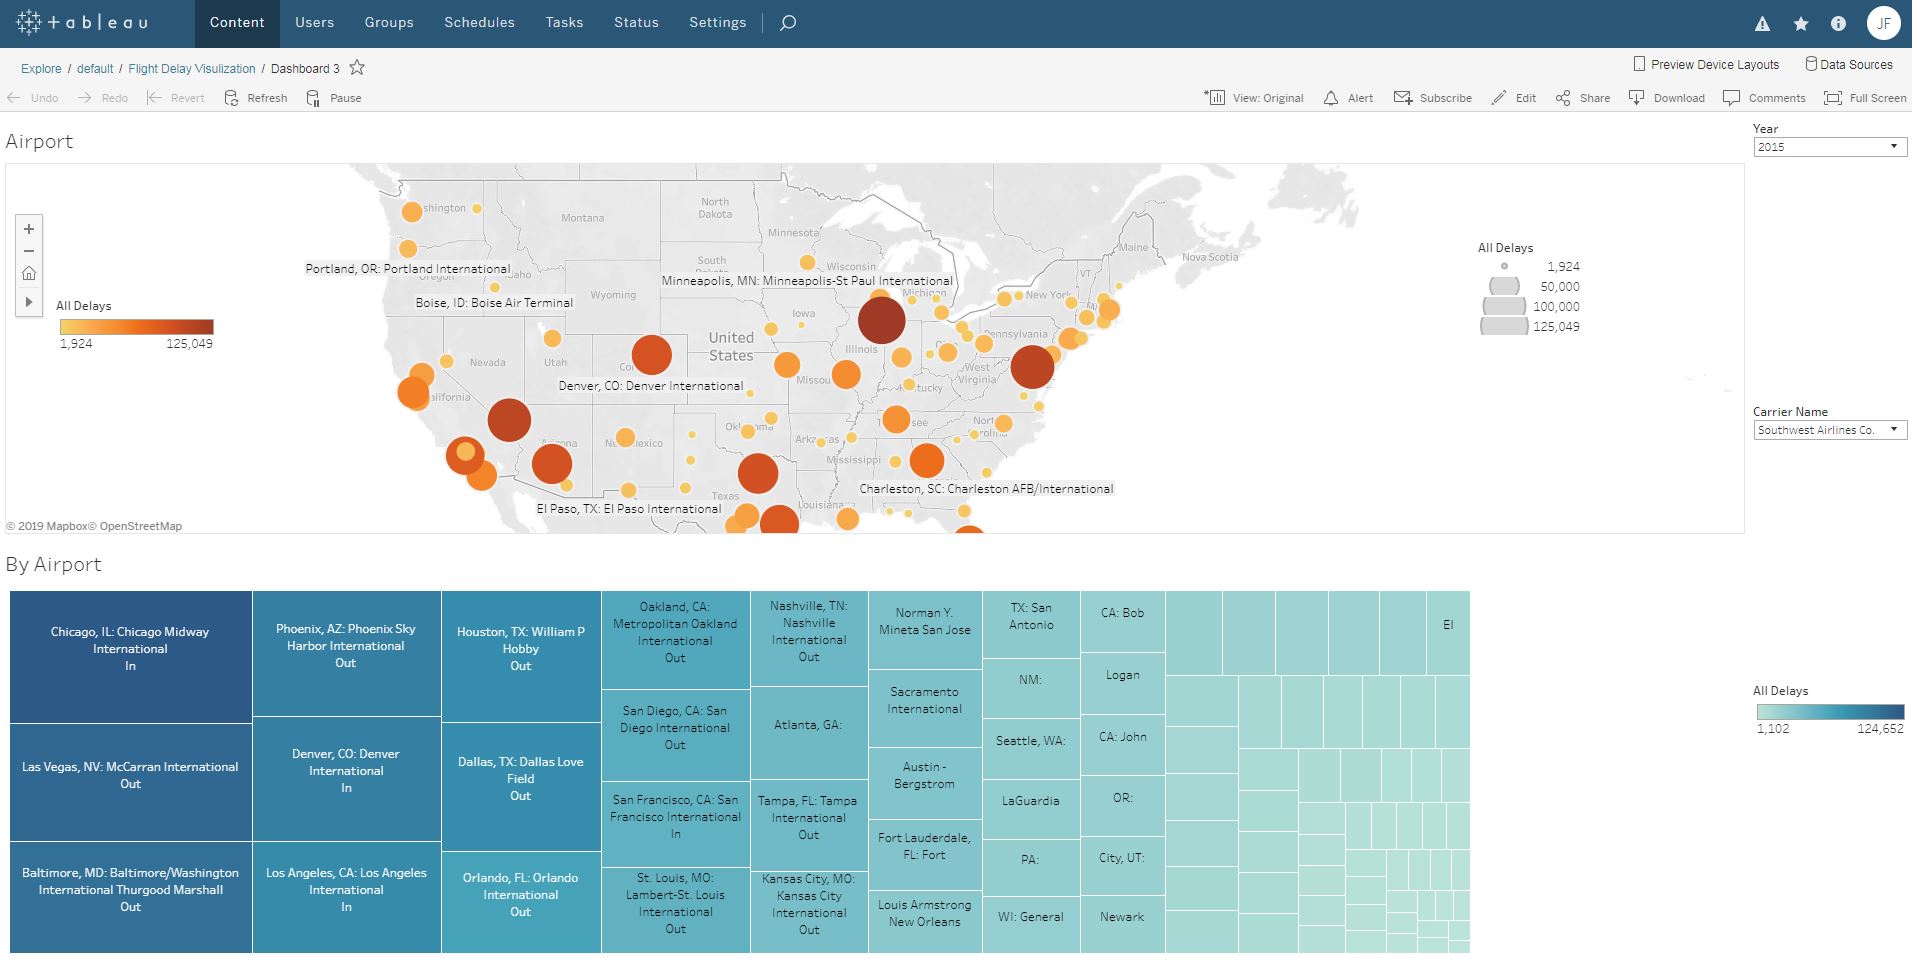 +ableau
Content Users Groups Schedules Tasks Status Settings
JF
Explore / default / Flight Delay Visulization / Dashboard 3
Preview Device Layouts Data Sources
Undo Redo Revert Refresh Pause
View: Original Alert Subscribe Edit Share Download Comments Full Screen
Airport
Year
2015
shington
Montana
North
Dakota
Minnesota
Maine
Nova Scotia
VT
Portland, OR: Portland International
aho
South
Wisconsin
Minneapolis, MN: Minneapolis-St Paul International
Michigan
New York
Boise, ID: Boise Air Terminal
Wyoming
Iowa
All Delays
1,924 125,049
All Delays
1,924
50,000
100,000
125,049
Nevada
Utah
United
States
Illinois
Pennsylvania
West
Virginia
Denver, CO: Denver International
Missou
tucky
alifornia
Carrier Name
Southwest Airlines Co.
Mississippi
Charleston, SC: Charleston AFB/International
Texas
Louisiana
El Paso, TX: El Paso International
© 2019 Mapbox© OpenStreetMap
By Airport
Chicago, IL: Chicago Midway
International
In
Las Vegas, NV: McCarran International
Out
Baltimore, MD: Baltimore/Washington
International Thurgood Marshall
Out
Phoenix, AZ: Phoenix Sky
Harbor International
Out
Denver, CO: Denver
International
In
Los Angeles, CA: Los Angeles
International
In
Houston, TX: William P
Hobby
Out
Dallas, TX: Dallas Love
Field
Out
Orlando, FL: Orlando
International
Out
Oakland, CA:
Metropolitan Oakland
International
Out
San Diego, CA: San
Diego International
Out
San Francisco, CA: San
Francisco International
In
St. Louis, MO:
Lambert-St. Louis
International
Out
Nashville, TN:
Nashville
International
Out
Atlanta, GA:
Tampa, FL: Tampa
International
Out
Kansas City, MO:
Kansas City
International
Out
Norman Y.
Mineta San Jose
Sacramento
International
Austin -
Bergstrom
Fort Lauderdale,
FL: Fort
Louis Armstrong
New Orleans
TX: San
Antonio
NM:
Seattle, WA:
LaGuardia
PA:
WI: General
CA: Bob
Logan
CA: John
OR:
City, UT:
Newark
El
All Delays
1,102 124,652